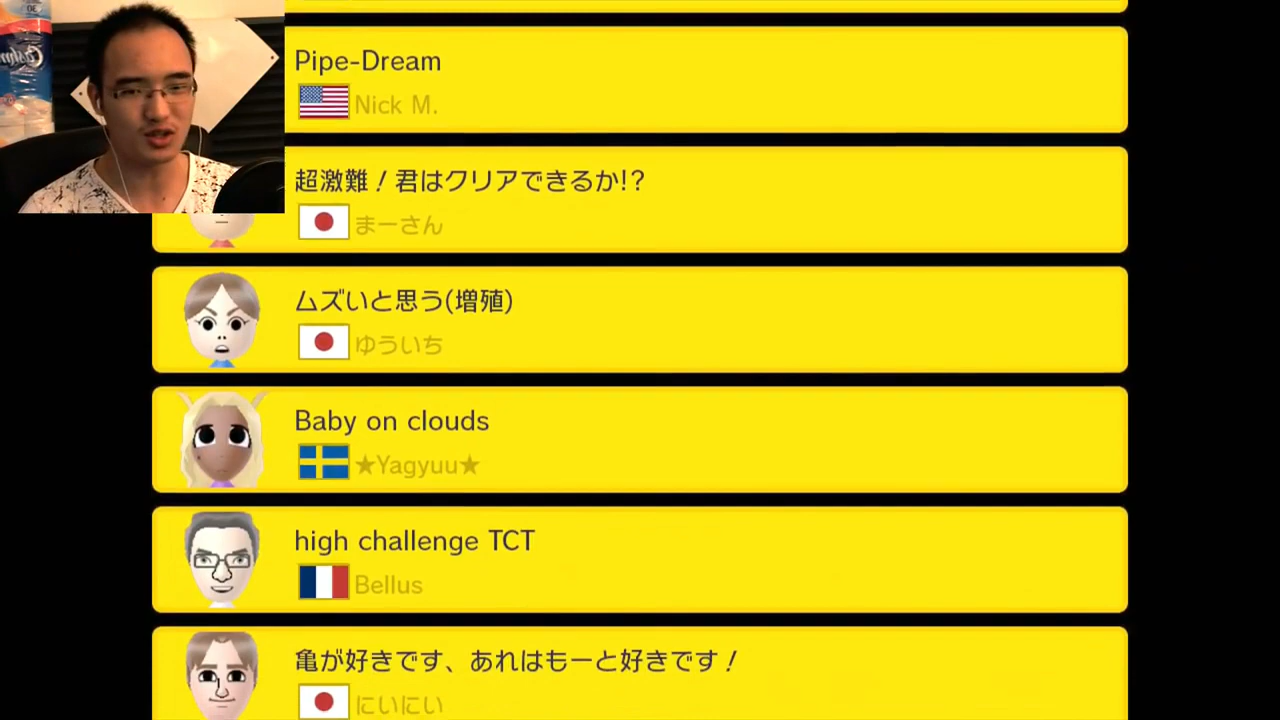 Pipe-Dream
Nick M.
超激難！君はクリアできるか!?
まーさん
ムズいと思う(増殖)
ゆういち
Baby on clouds
★Yagyuu★
high challenge TCT
Bellus
亀が好きです、あれはもーと好きです！
にいにい